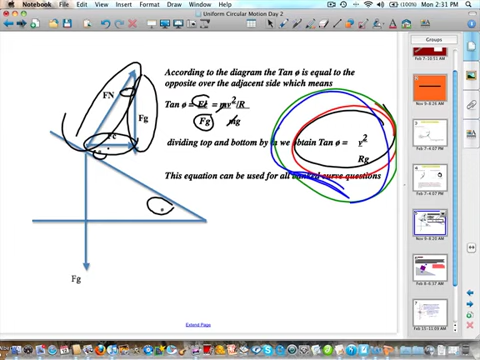 Notebook File Edit View Insert Format Help
(100%) Mon 2:31 PM
Uniform Circular Motion Day 2
Groups
According to the diagram the Tan ø is equal to the
opposite over the adjacent side which means
FN
Fg
Fc
Tan ø = Fc = mv²/R
Fg mg
dividing top and bottom by m we obtain Tan ø = v²
Rg
This equation can be used for all banked curve questions
Fg
Extend Page